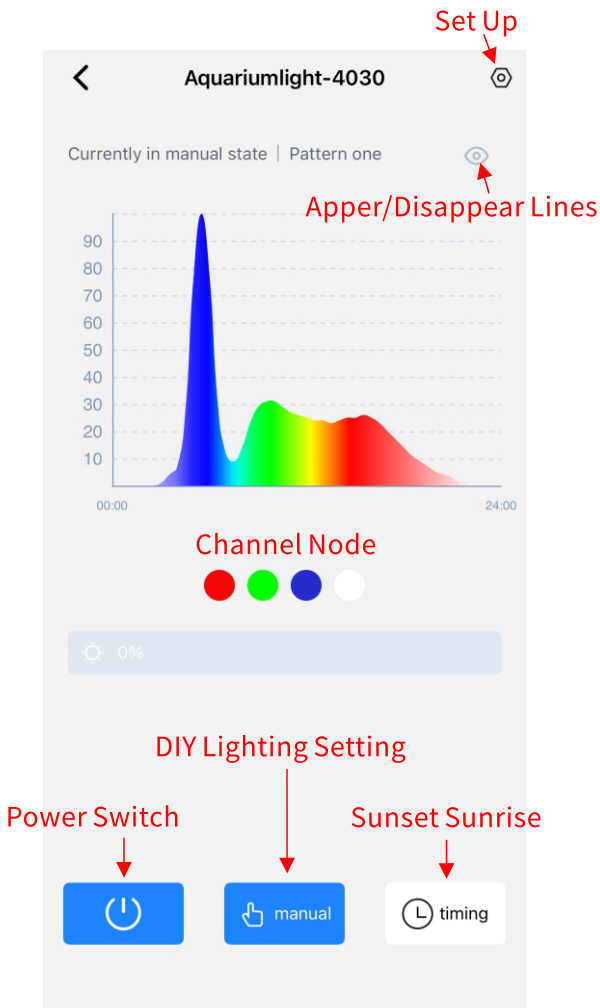 Set Up
Aquariumlight-4030
Currently in manual state | Pattern one
Apper/Disappear Lines
90
80
70
60
50
40
30
20
10
00:00
24:00
Channel Node
0%
DIY Lighting Setting
Power Switch
Sunset Sunrise
manual
timing